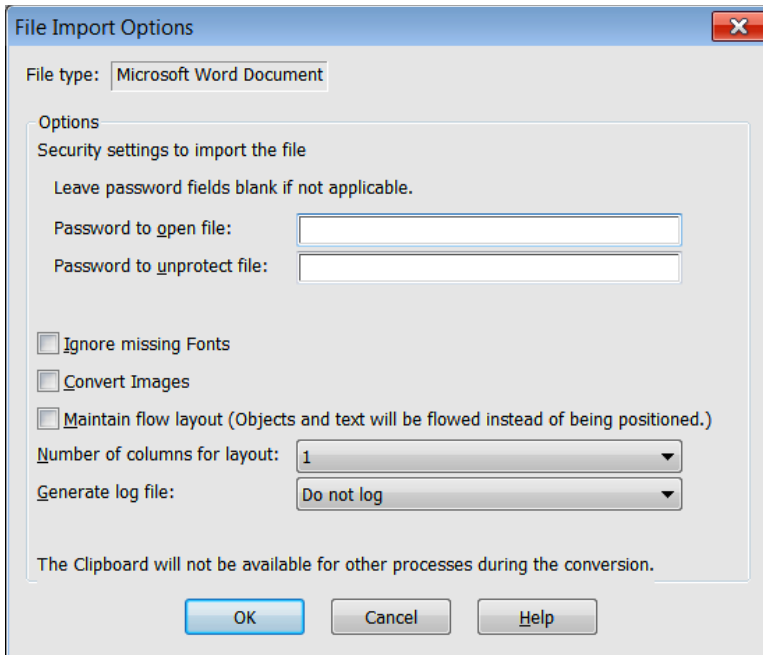 File Import Options
File type: Microsoft Word Document
Options
Security settings to import the file
Leave password fields blank if not applicable.
Password to open file:
Password to unprotect file:
Ignore missing Fonts
Convert Images
Maintain flow layout (Objects and text will be flowed instead of being positioned.)
Number of columns for layout: 1
Generate log file: Do not log
The Clipboard will not be available for other processes during the conversion.
OK Cancel Help